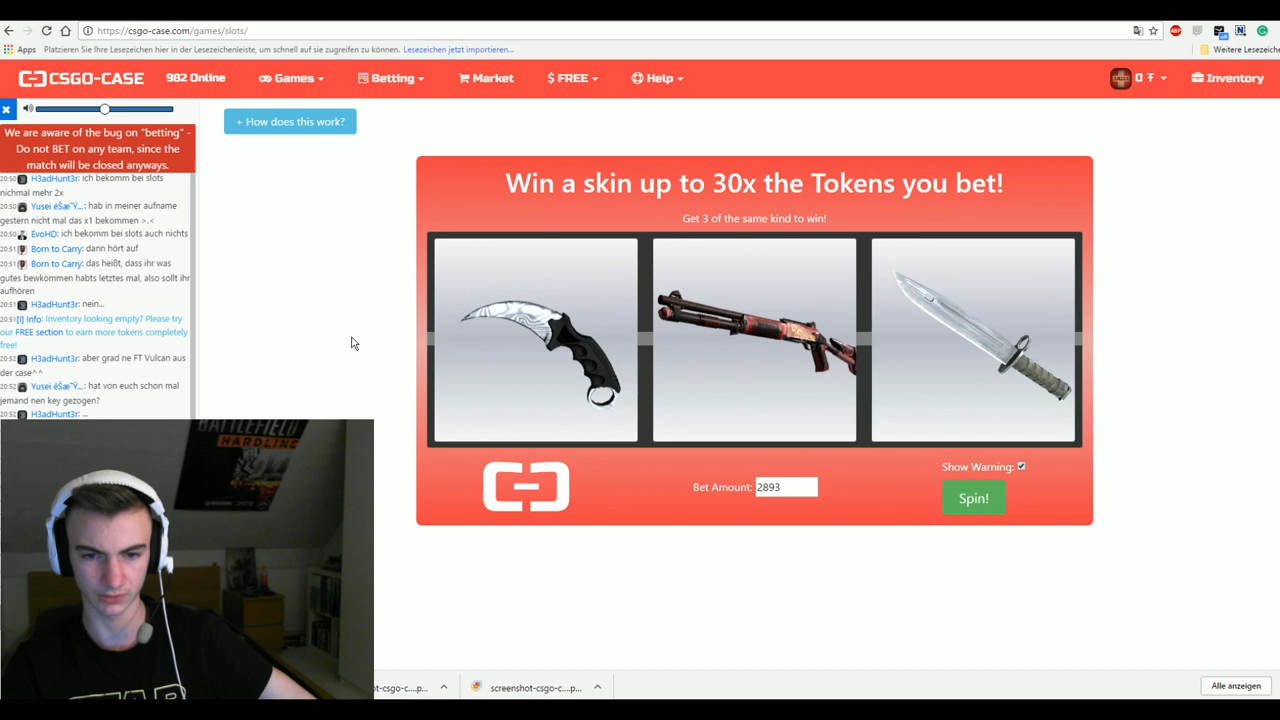 https://csgo-case.com/games/slots/
Apps Platzieren Sie Ihre Lesezeichen hier in der Lesezeichenleiste, um schnell auf sie zugreifen zu können. Lesezeichen jetzt importieren... Weitere Lesezeiche
CSGO-CASE 982 Online Games Betting Market $ FREE Help 0 Ŧ Inventory
We are aware of the bug on "betting" -
Do not BET on any team, since the
match will be closed anyways.
+ How does this work?
20:50 H3adHunt3r: ich bekomm bei slots
nichmal mehr 2x
20:50 Yusei : hab in meiner aufname
gestern nicht mal das x1 bekommen >.<
20:50 EvoHD: ich bekomm bei slots auch nichts
20:51 Born to Carry: dann hört auf
20:51 Born to Carry: das heißt, dass ihr was
gutes bewkommen habts letztes mal, also sollt ihr
aufhören
20:51 H3adHunt3r: nein...
20:51 [i] Info: Inventory looking empty? Please try
our FREE section to earn more tokens completely
free!
20:52 H3adHunt3r: aber grad ne FT Vulcan aus
der case^^
20:52 Yusei : hat von euch schon mal
jemand nen key gezogen?
20:52 H3adHunt3r: ...
Win a skin up to 30x the Tokens you bet!
Get 3 of the same kind to win!
Show Warning:
Bet Amount: 2893
Spin!
BATTLEFIELD
HARDLINE
ot-csgo-c....p...
screenshot-csgo-c....p...
Alle anzeigen